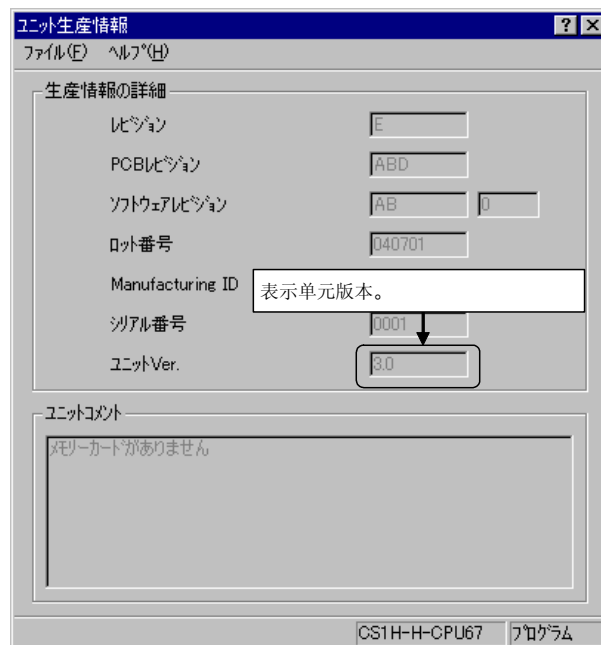 ユニット生産情報
ファイル(F) ヘルプ(H)
生産情報の詳細
レビジョン E
PCBレビジョン ABD
ソフトウェアレビジョン AB 0
ロット番号 040701
Manufacturing ID
表示单元版本。
シリアル番号 0001
ユニットVer. 3.0
ユニットコメント
メモリーカードがありません
CS1H-H-CPU67 プログラム